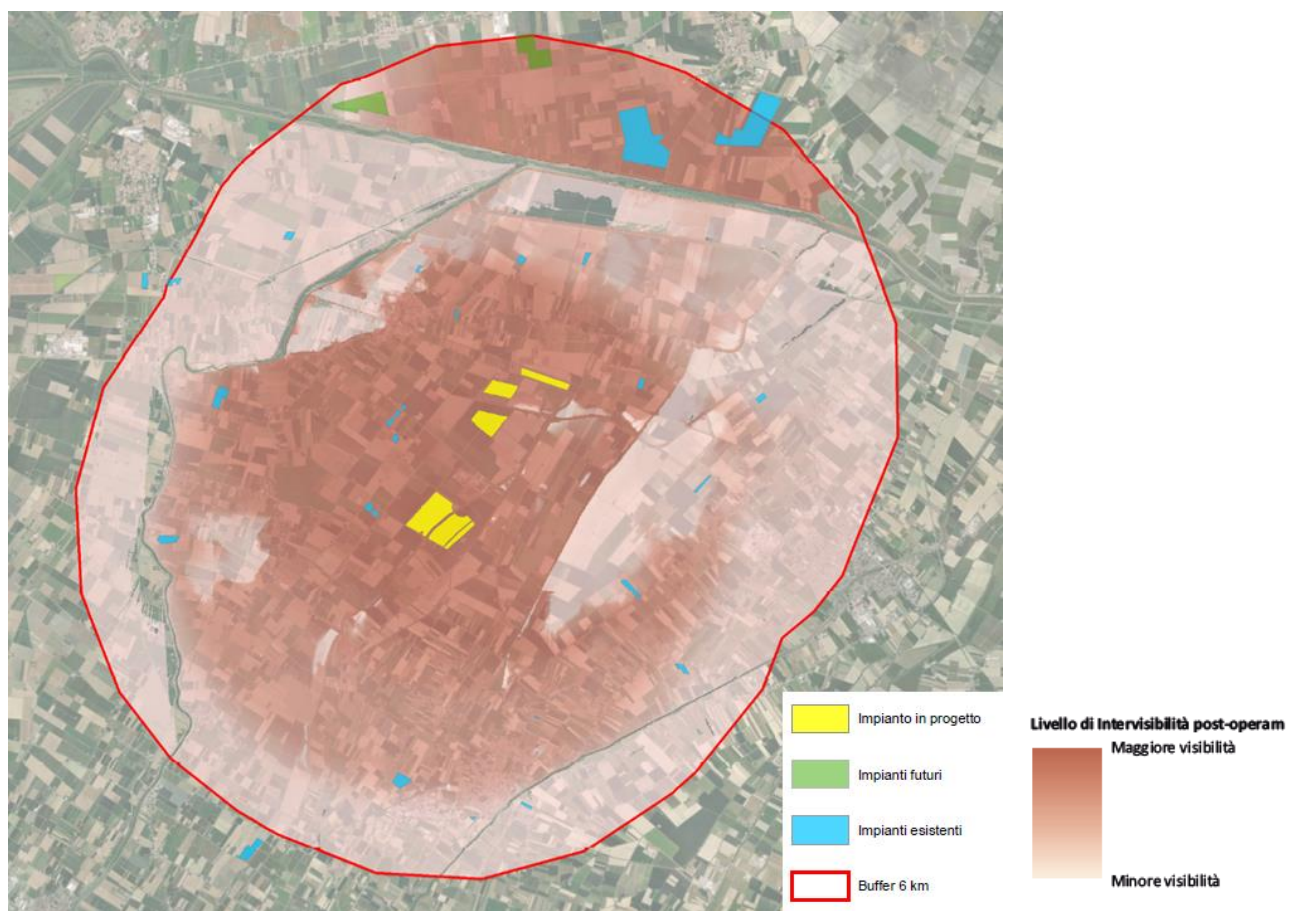 Impianto in progetto
Impianti futuri
Impianti esistenti
Buffer 6 km
Livello di Intervisibilità post-operam
Maggiore visibilità
Minore visibilità